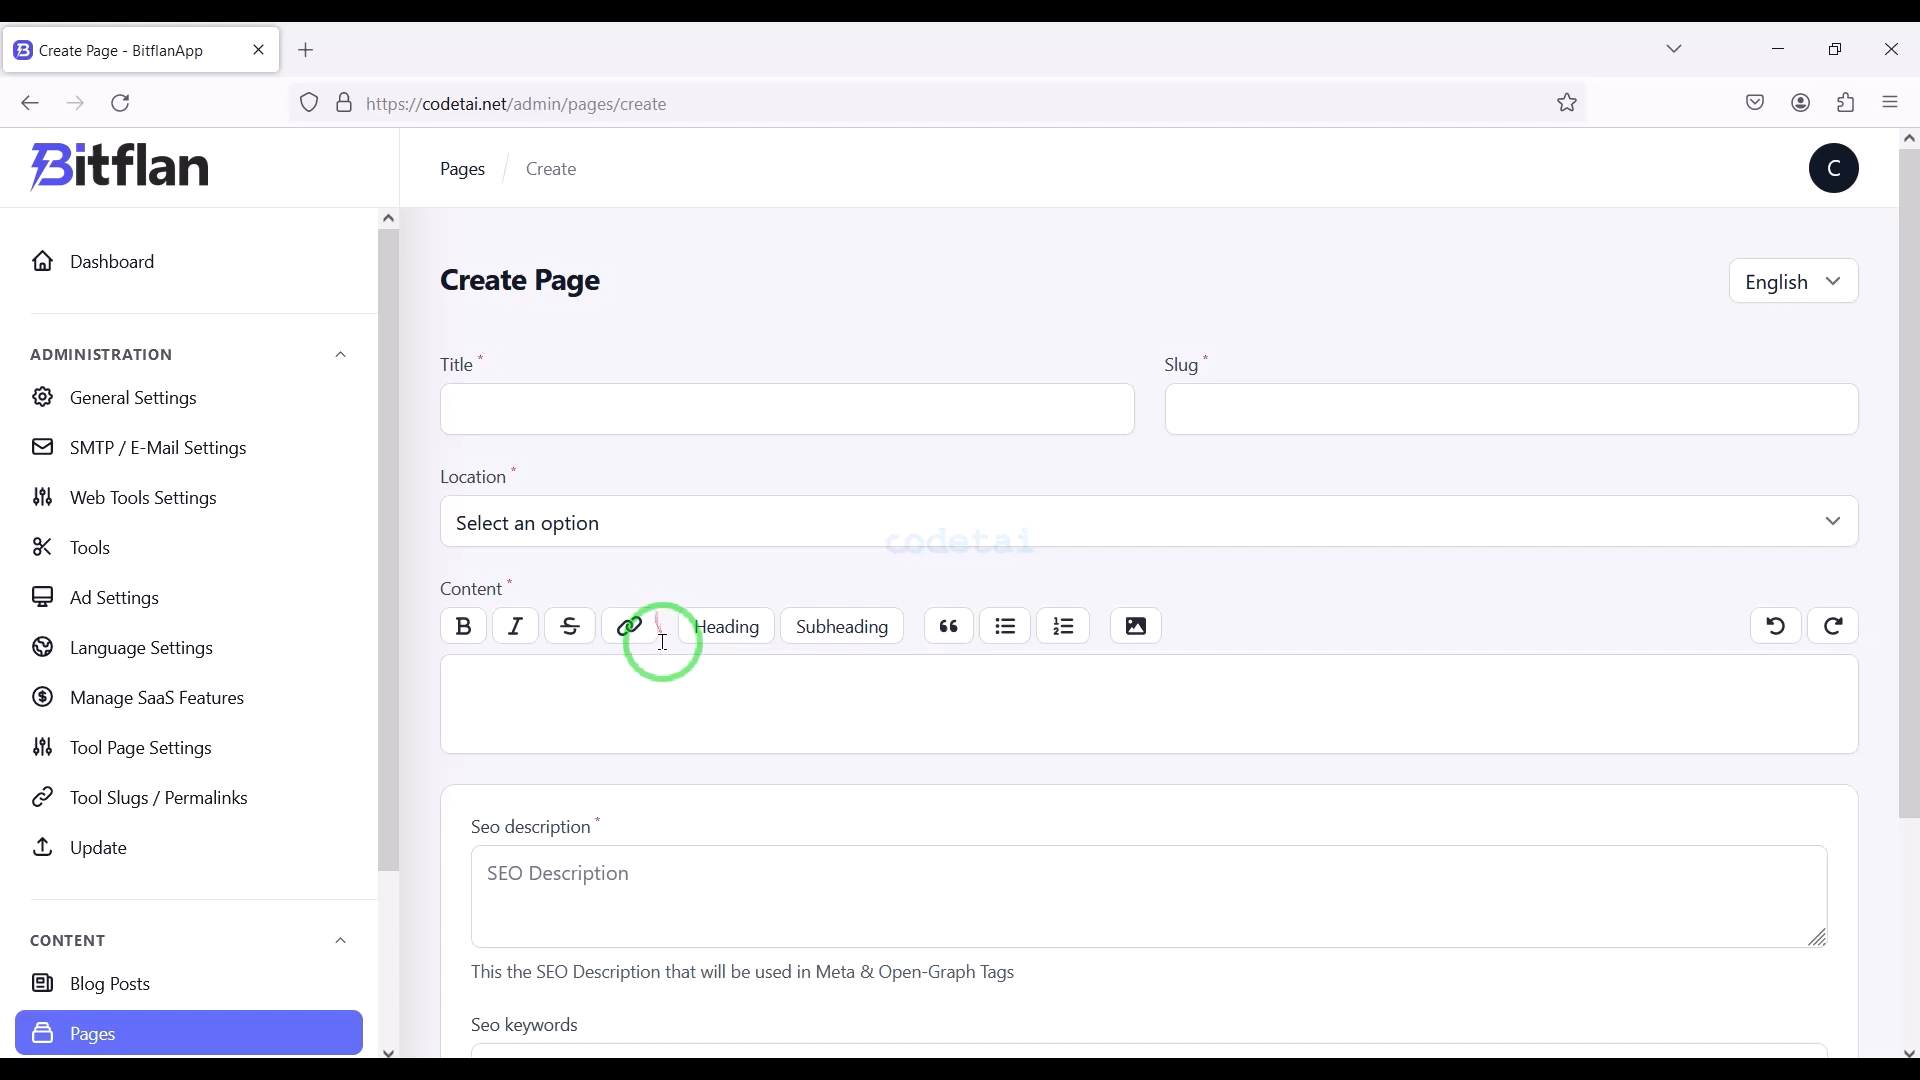 Create Page - BitflanApp
https://codetai.net/admin/pages/create
Bitflan
Pages / Create
C
Dashboard
ADMINISTRATION
General Settings
SMTP / E-Mail Settings
Web Tools Settings
Tools
Ad Settings
Language Settings
Manage SaaS Features
Tool Page Settings
Tool Slugs / Permalinks
Update
CONTENT
Blog Posts
Pages
Create Page
English
Title *
Slug *
Location *
Select an option
codetai
Content *
Heading
Subheading
Seo description *
SEO Description
This the SEO Description that will be used in Meta & Open-Graph Tags
Seo keywords